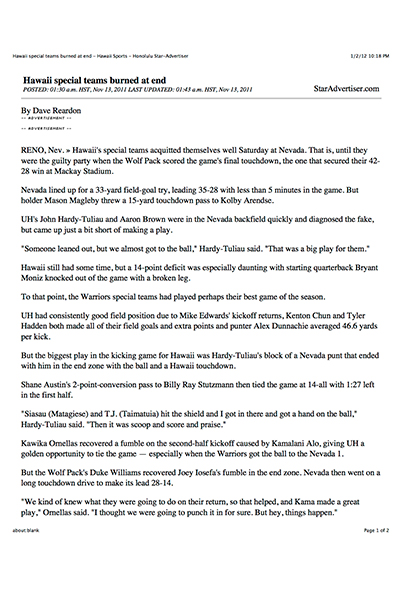 Hawaii special teams burned at end - Hawaii Sports - Honolulu Star-Advertiser 1/2/12 10:18 PM
Hawaii special teams burned at end
POSTED: 01:30 a.m. HST, Nov 13, 2011 LAST UPDATED: 01:43 a.m. HST, Nov 13, 2011 StarAdvertiser.com
By Dave Reardon
-- ADVERTISEMENT --
-- ADVERTISEMENT --
RENO, Nev. » Hawaii's special teams acquitted themselves well Saturday at Nevada. That is, until they
were the guilty party when the Wolf Pack scored the game's final touchdown, the one that secured their 42-
28 win at Mackay Stadium.
Nevada lined up for a 33-yard field-goal try, leading 35-28 with less than 5 minutes in the game. But
holder Mason Magleby threw a 15-yard touchdown pass to Kolby Arendse.
UH's John Hardy-Tuliau and Aaron Brown were in the Nevada backfield quickly and diagnosed the fake,
but came up just a bit short of making a play.
"Someone leaned out, but we almost got to the ball," Hardy-Tuliau said. "That was a big play for them."
Hawaii still had some time, but a 14-point deficit was especially daunting with starting quarterback Bryant
Moniz knocked out of the game with a broken leg.
To that point, the Warriors special teams had played perhaps their best game of the season.
UH had consistently good field position due to Mike Edwards' kickoff returns, Kenton Chun and Tyler
Hadden both made all of their field goals and extra points and punter Alex Dunnachie averaged 46.6 yards
per kick.
But the biggest play in the kicking game for Hawaii was Hardy-Tuliau's block of a Nevada punt that ended
with him in the end zone with the ball and a Hawaii touchdown.
Shane Austin's 2-point-conversion pass to Billy Ray Stutzmann then tied the game at 14-all with 1:27 left
in the first half.
"Siasau (Matagiese) and T.J. (Taimatuia) hit the shield and I got in there and got a hand on the ball,"
Hardy-Tuliau said. "Then it was scoop and score and praise."
Kawika Ornellas recovered a fumble on the second-half kickoff caused by Kamalani Alo, giving UH a
golden opportunity to tie the game — especially when the Warriors got the ball to the Nevada 1.
But the Wolf Pack's Duke Williams recovered Joey Iosefa's fumble in the end zone. Nevada then went on a
long touchdown drive to make its lead 28-14.
"We kind of knew what they were going to do on their return, so that helped, and Kama made a great
play," Ornellas said. "I thought we were going to punch it in for sure. But hey, things happen."
about:blank Page 1 of 2